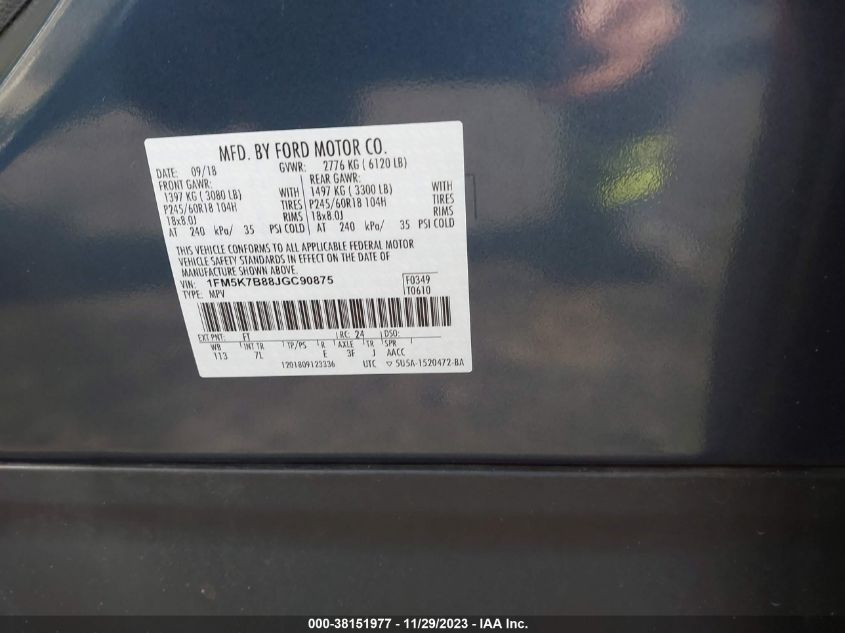 MFD. BY FORD MOTOR CO.
DATE: 09/18 GVWR: 2776 KG ( 6120 LB)
FRONT GAWR: REAR GAWR:
1397 KG ( 3080 LB) WITH 1497 KG ( 3300 LB) WITH
P245/60R18 104H TIRES P245/60R18 104H TIRES
18x8.0J RIMS 18x8.0J RIMS
AT 240 kPa/ 35 PSI COLD AT 240 kPa/ 35 PSI COLD
THIS VEHICLE CONFORMS TO ALL APPLICABLE FEDERAL MOTOR
VEHICLE SAFETY STANDARDS IN EFFECT ON THE DATE OF
MANUFACTURE SHOWN ABOVE.
VIN: 1FM5K7B88JGC90875 F0349
TYPE: MPV T0610
EXT PNT: FT RC: 24 DSO:
WB INT TR TP/PS R AXLE TR SPR
113 7L E 3F J AACC
1201809123336 UTC ▽ 5U5A-1520472-BA
000-38151977 - 11/29/2023 - IAA Inc.